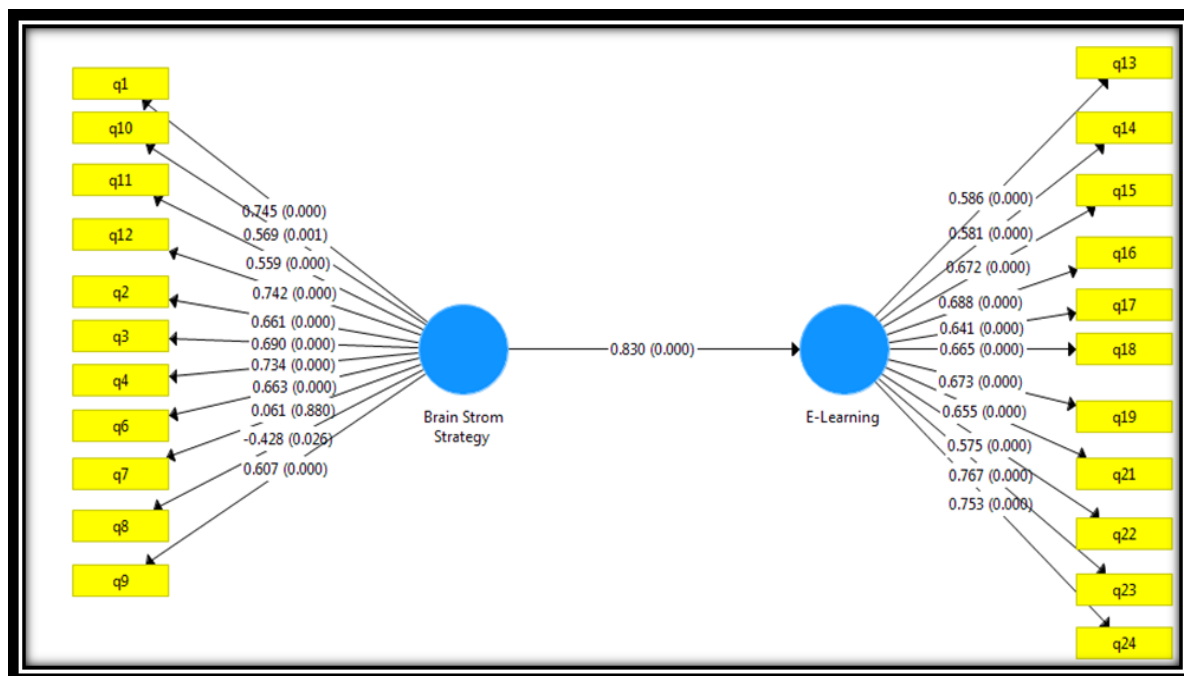 q1
q10
q11
q12
q2
q3
q4
q6
q7
q8
q9
0.745 (0.000)
0.569 (0.001)
0.559 (0.000)
0.742 (0.000)
0.661 (0.000)
0.690 (0.000)
0.734 (0.000)
0.663 (0.000)
0.061 (0.880)
-0.428 (0.026)
0.607 (0.000)
Brain Strom
Strategy
0.830 (0.000)
E-Learning
0.586 (0.000)
0.581 (0.000)
0.672 (0.000)
0.688 (0.000)
0.641 (0.000)
0.665 (0.000)
0.673 (0.000)
0.655 (0.000)
0.575 (0.000)
0.767 (0.000)
0.753 (0.000)
q13
q14
q15
q16
q17
q18
q19
q21
q22
q23
q24